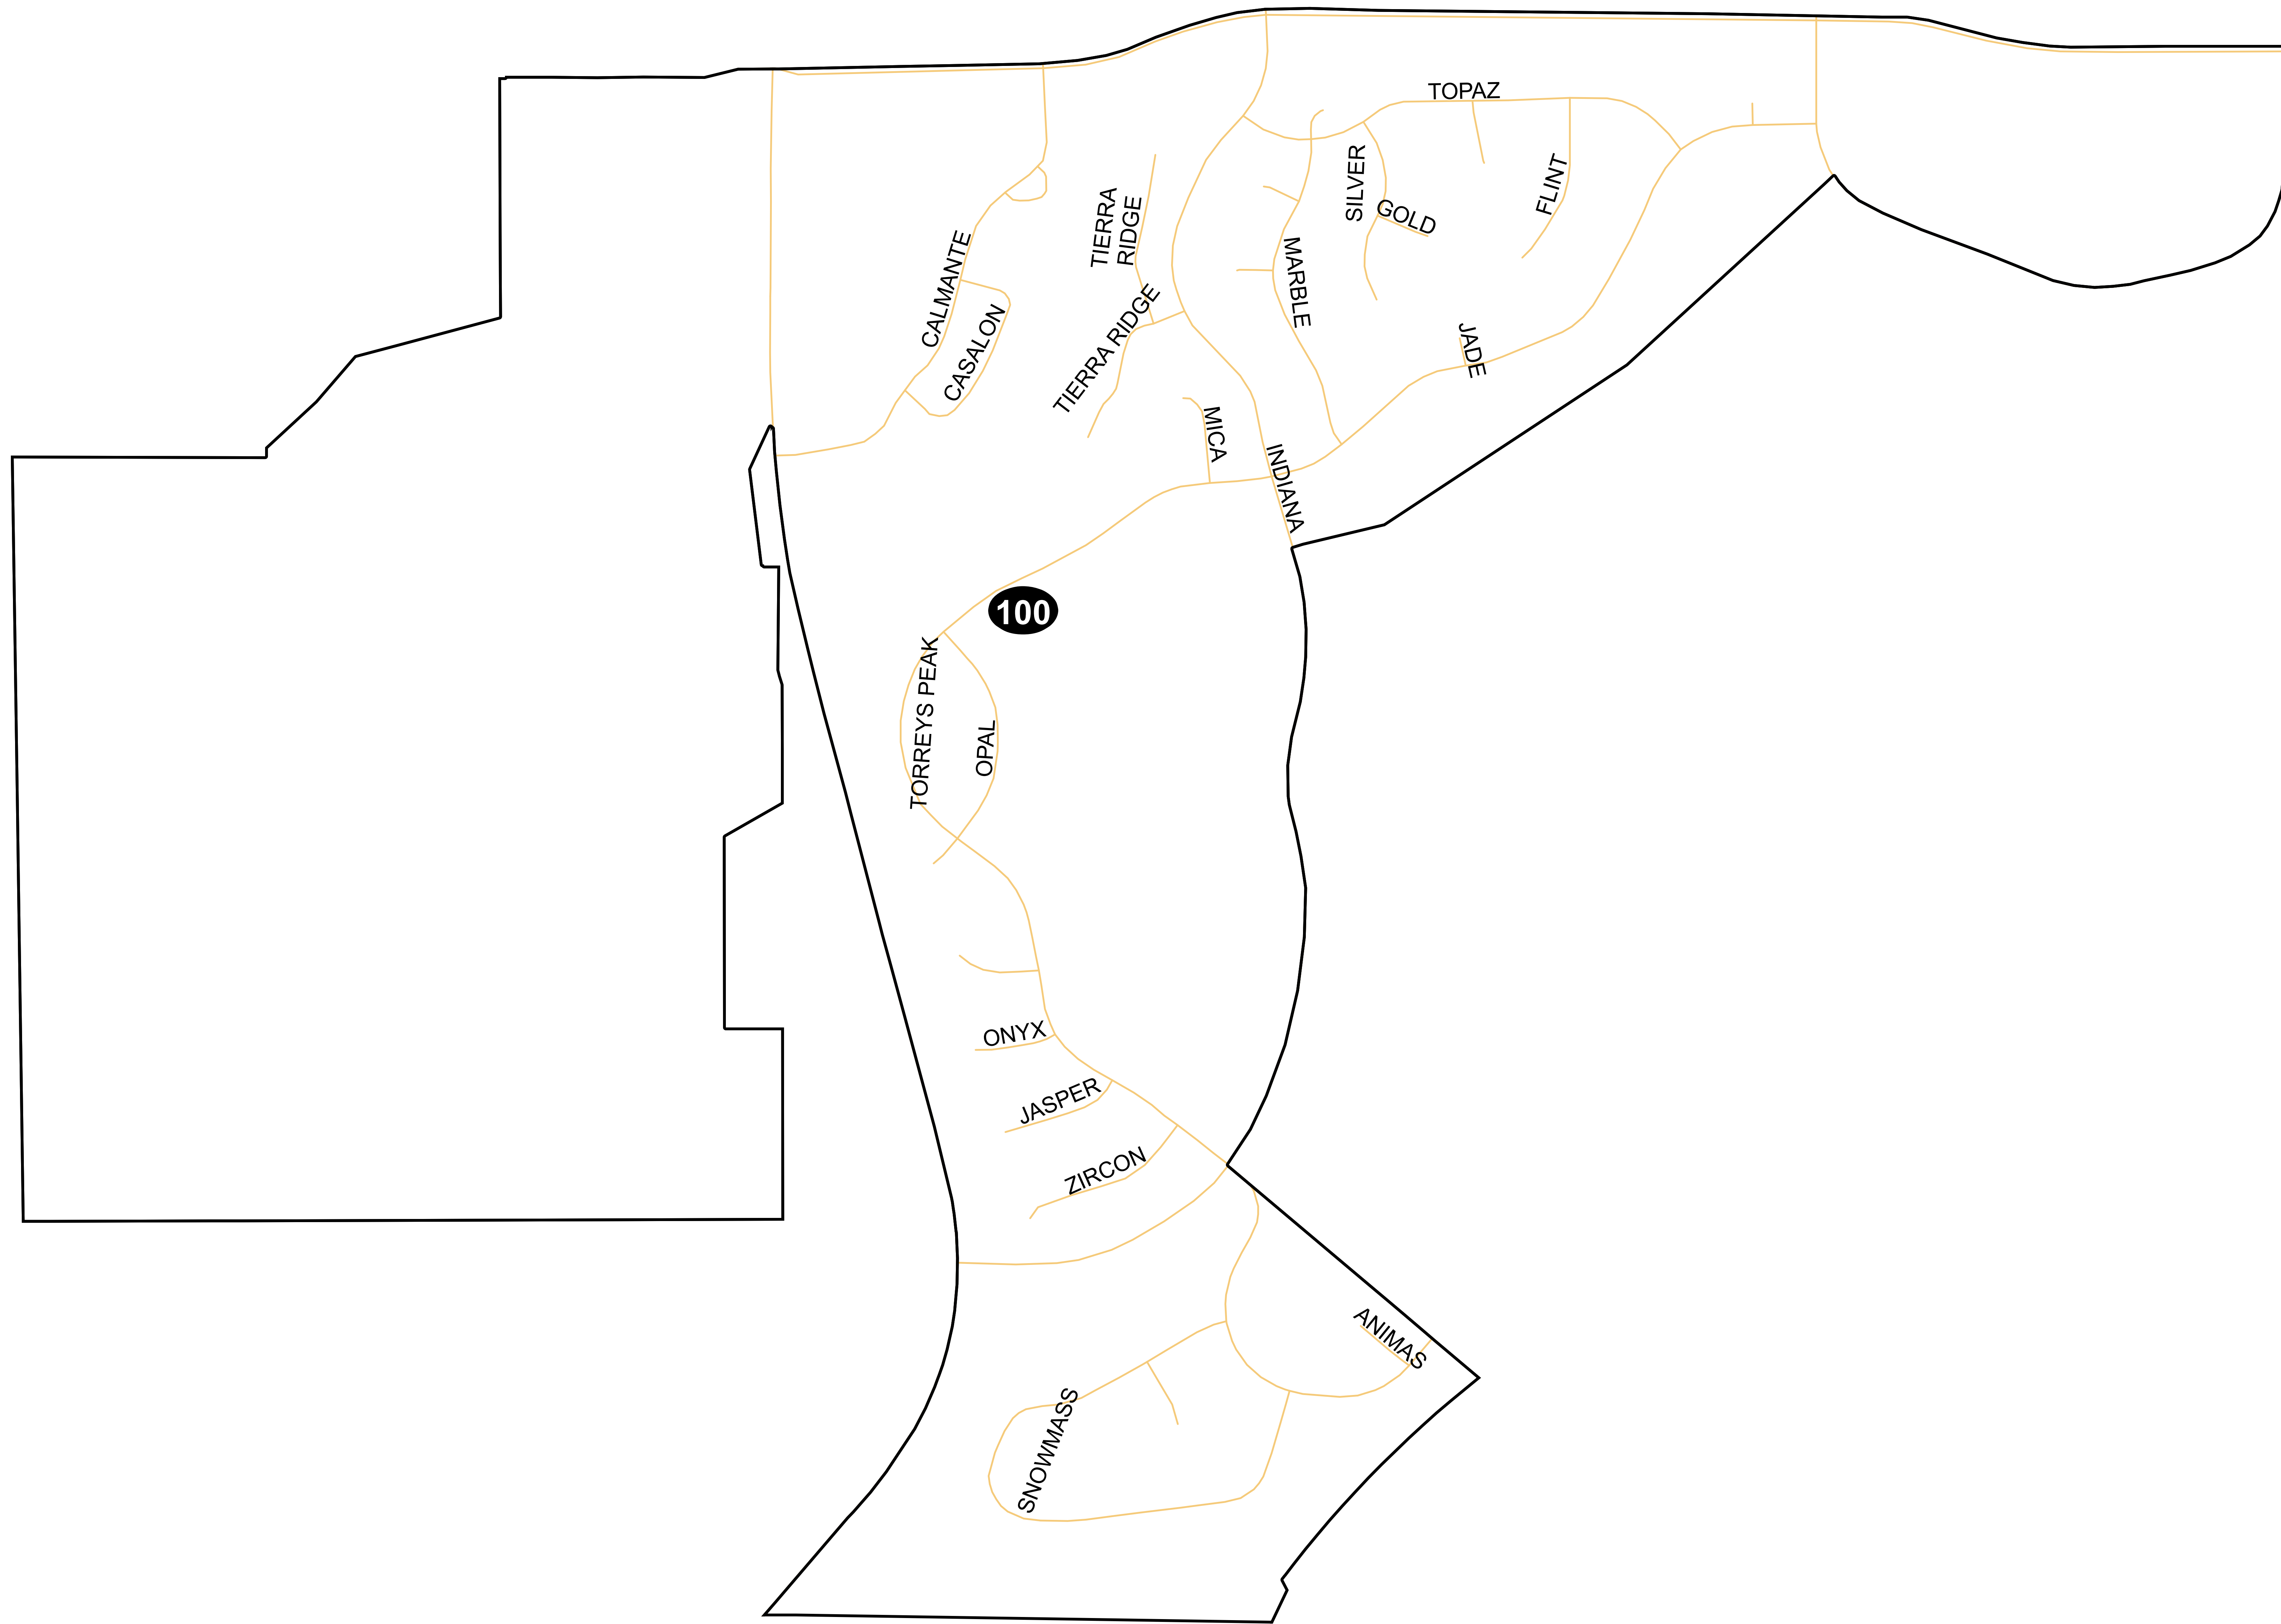 TOPAZ
SILVER
FLINT
TIERRA
RIDGE
GOLD
CALMANTE
MARBLE
CASALON
TIERRA RIDGE
JADE
MICA
INDIANA
100
TORREYS PEAK
OPAL
ONYX
JASPER
ZIRCON
ANIMAS
SNOWMASS